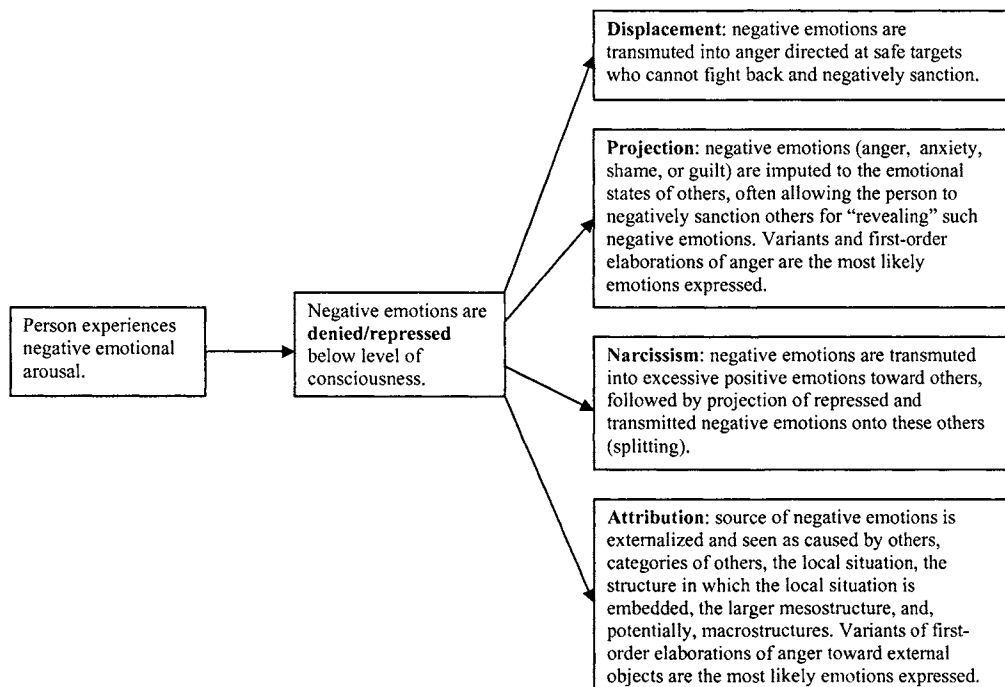 Person experiences
negative emotional
arousal.
Negative emotions are
denied/repressed
below level of
consciousness.
Displacement: negative emotions are
transmuted into anger directed at safe targets
who cannot fight back and negatively sanction.
Projection: negative emotions (anger, anxiety,
shame, or guilt) are imputed to the emotional
states of others, often allowing the person to
negatively sanction others for “revealing” such
negative emotions. Variants and first-order
elaborations of anger are the most likely
emotions expressed.
Narcissism: negative emotions are transmuted
into excessive positive emotions toward others,
followed by projection of repressed and
transmitted negative emotions onto these others
(splitting).
Attribution: source of negative emotions is
externalized and seen as caused by others,
categories of others, the local situation, the
structure in which the local situation is
embedded, the larger mesostructure, and,
potentially, macrostructures. Variants of first-
order elaborations of anger toward external
objects are the most likely emotions expressed.